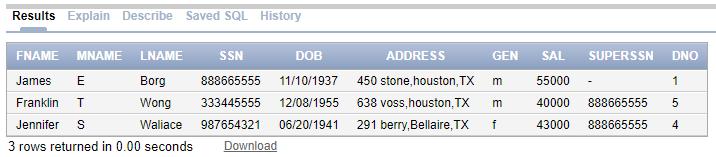 Results Explain Describe Saved SQL History
FNAME MNAME LNAME SSN DOB ADDRESS GEN SAL SUPERSSN DNO
James E Borg 888665555 11/10/1937 450 stone,houston,TX m 55000 - 1
Franklin T Wong 333445555 12/08/1955 638 voss,houston,TX m 40000 888665555 5
Jennifer S Waliace 987654321 06/20/1941 291 berry,Bellaire,TX f 43000 888665555 4
3 rows returned in 0.00 seconds Download